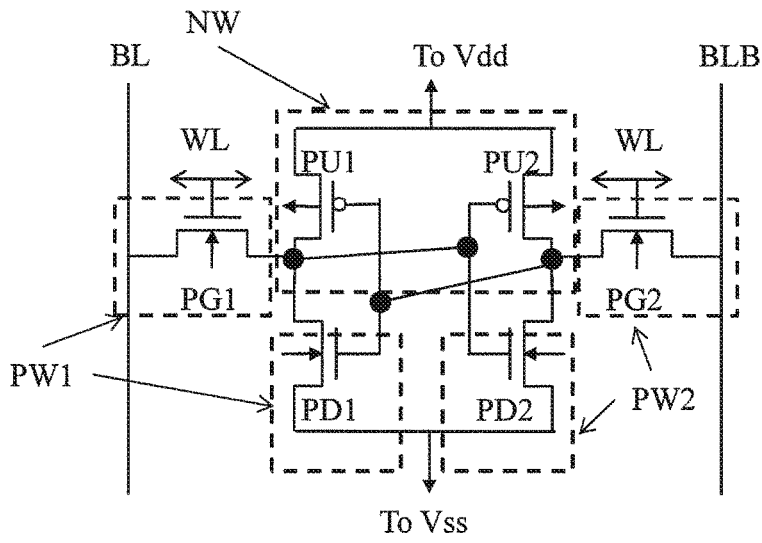 NW
BL
To Vdd
BLB
WL
PU1
PU2
WL
PG1
PG2
PW1
PD1
PD2
PW2
To Vss